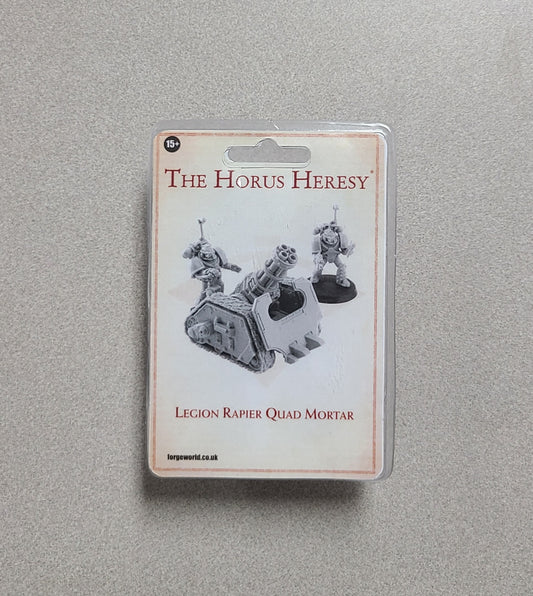 15+
THE HORUS HERESY®
LEGION RAPIER QUAD MORTAR
forgeworld.co.uk